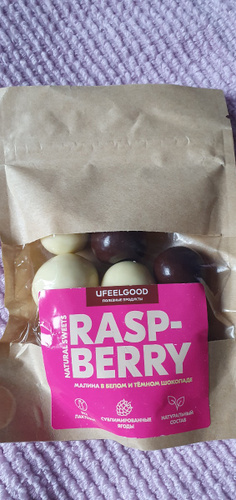 UFEELGOOD
ПОЛЕЗНЫЕ ПРОДУКТЫ
NATURAL SWEETS
RASP-
BERRY
МАЛИНА В БЕЛОМ И ТЁМНОМ ШОКОЛАДЕ
СУБЛИМИРОВАННЫЕ
ЯГОДЫ
НАТУРАЛЬНЫЙ
СОСТАВ